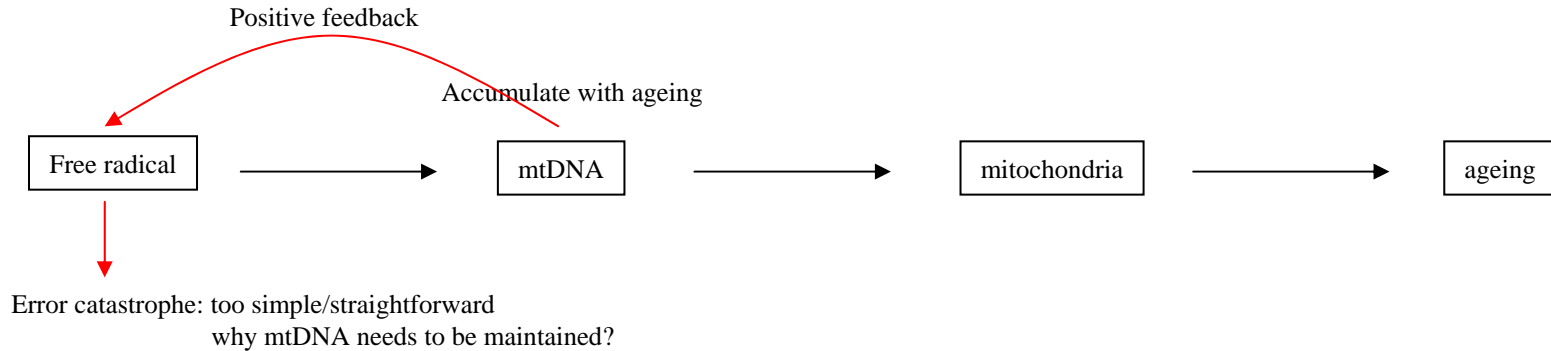 Positive feedback
Accumulate with ageing
Free radical
mtDNA
mitochondria
ageing
Error catastrophe: too simple/straightforward
why mtDNA needs to be maintained?